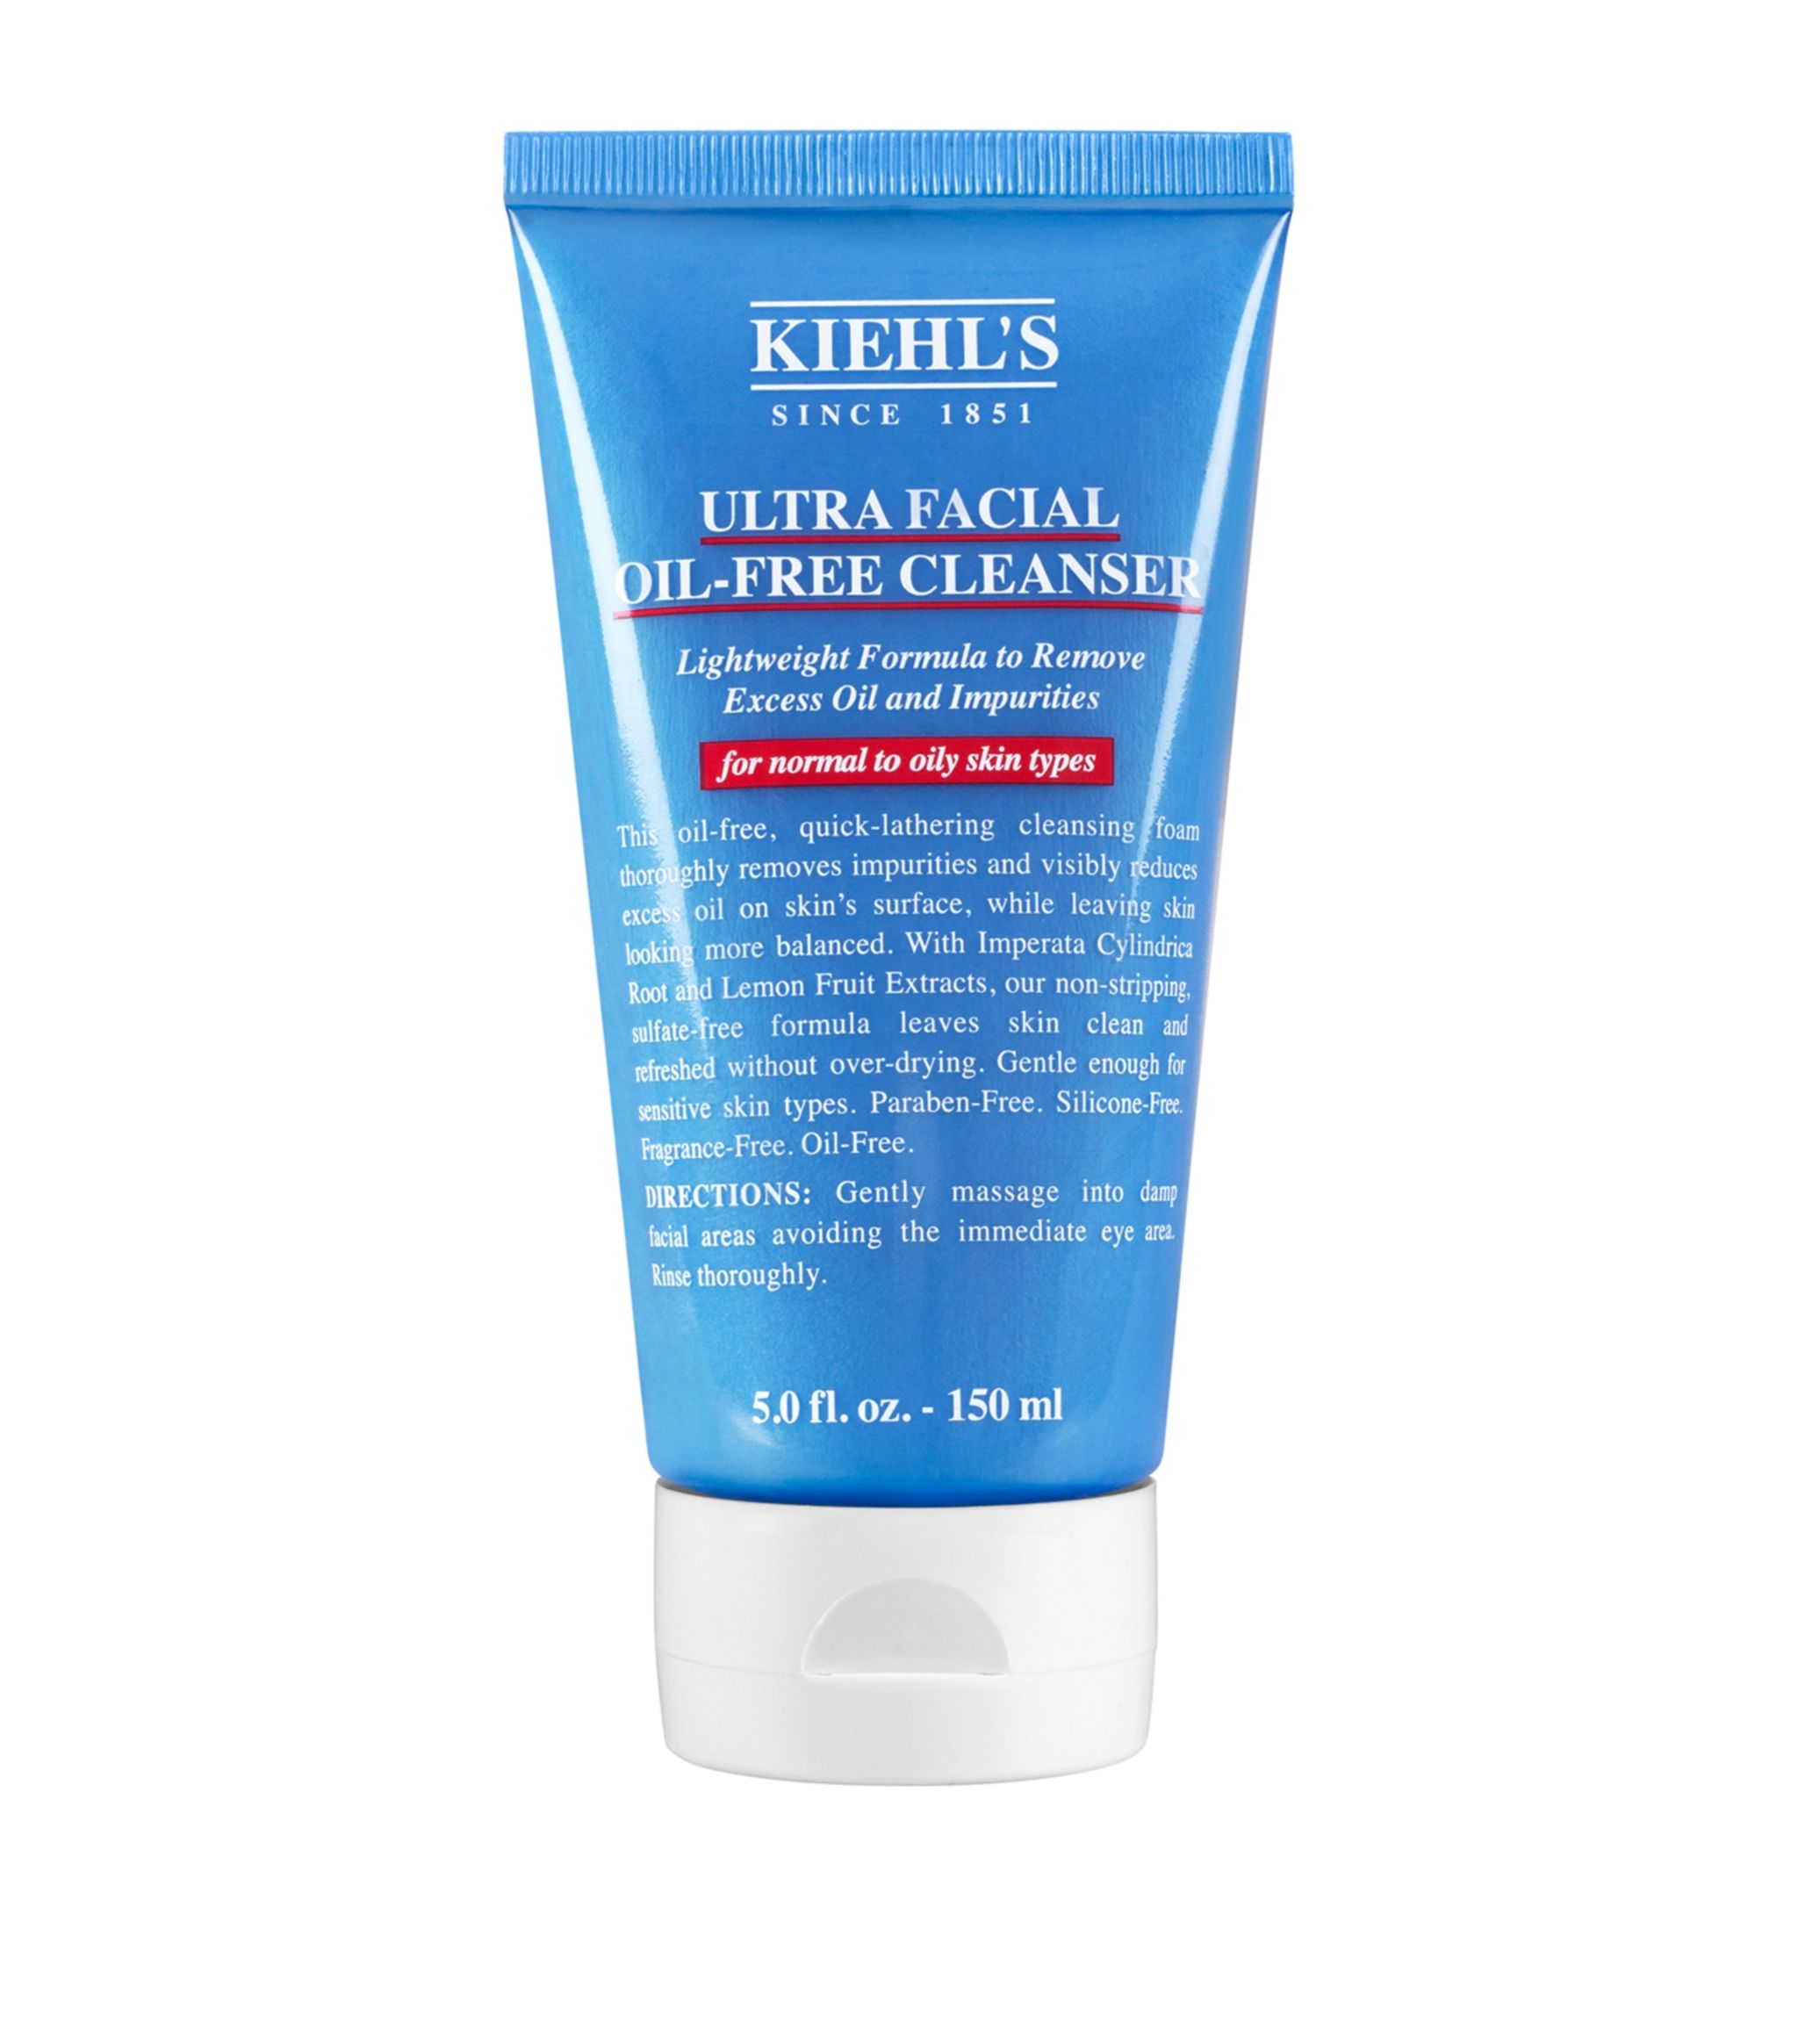 KIEHL'S
SINCE 1851
ULTRA FACIAL
OIL-FREE CLEANSER
Lightweight Formula to Remove
Excess Oil and Impurities
for normal to oily skin types
This oil-free, quick-lathering cleansing foam
thoroughly removes impurities and visibly reduces
excess oil on skin's surface, while leaving skin
looking more balanced. With Imperata Cylindrica
Root and Lemon Fruit Extracts, our non-stripping,
sulfate-free formula leaves skin clean and
refreshed without over-drying. Gentle enough for
sensitive skin types. Paraben-Free. Silicone-Free.
Fragrance-Free. Oil-Free.
DIRECTIONS: Gently massage into damp
facial areas avoiding the immediate eye area.
Rinse thoroughly.
5.0 fl. oz. - 150 ml